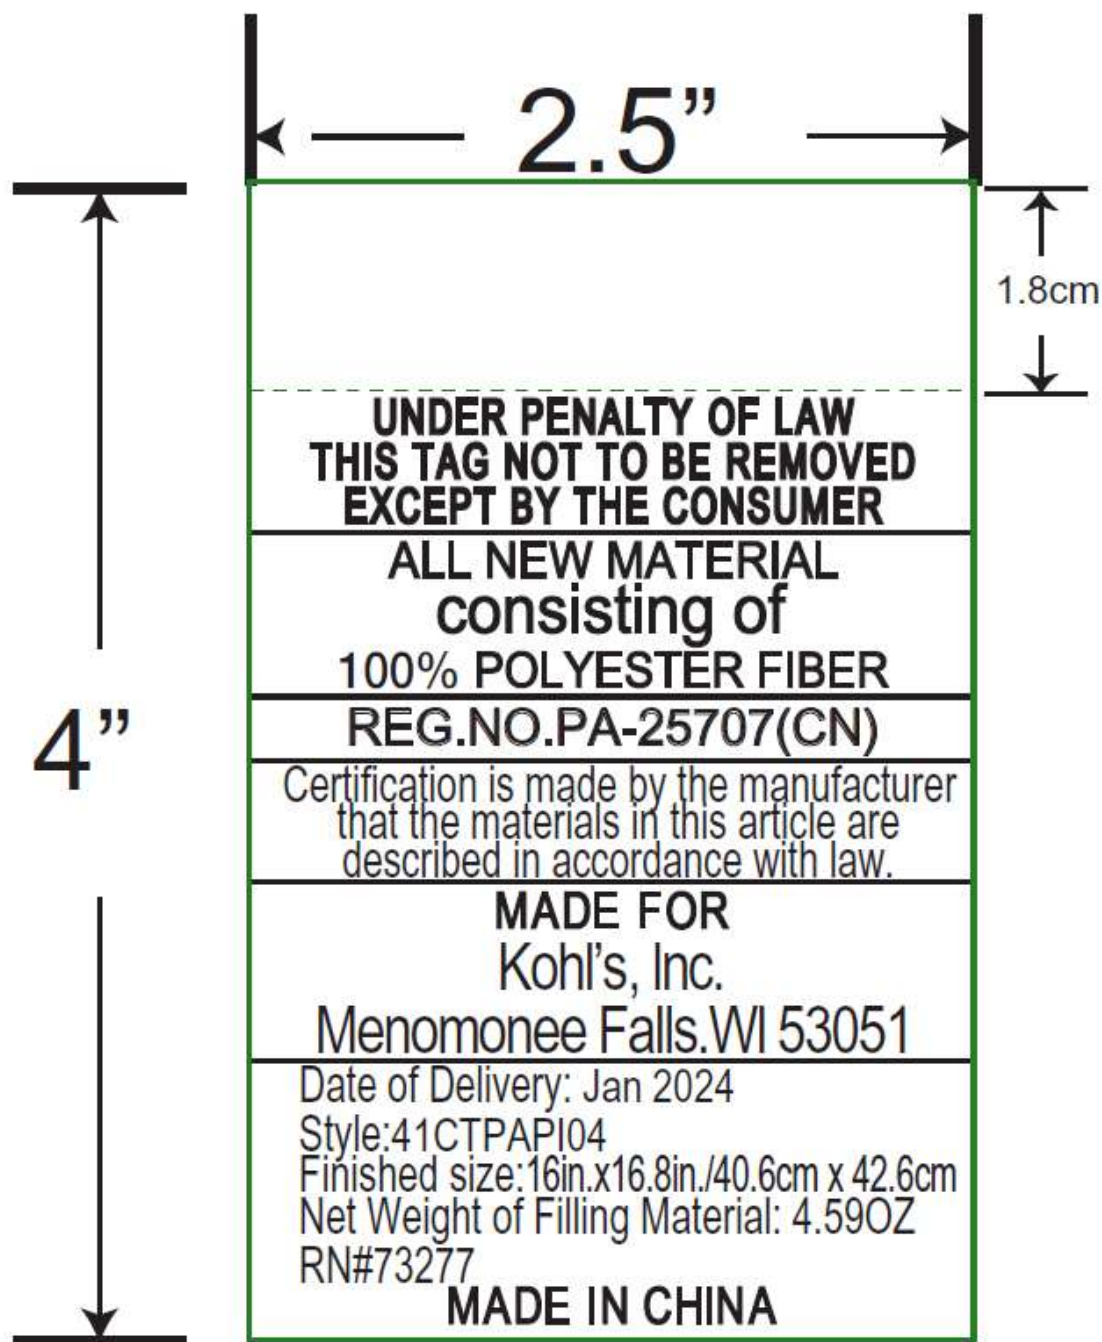 2.5”
1.8cm
4”
UNDER PENALTY OF LAW
THIS TAG NOT TO BE REMOVED
EXCEPT BY THE CONSUMER
ALL NEW MATERIAL
consisting of
100% POLYESTER FIBER
REG.NO.PA-25707(CN)
Certification is made by the manufacturer
that the materials in this article are
described in accordance with law.
MADE FOR
Kohl’s, Inc.
Menomonee Falls.WI 53051
Date of Delivery: Jan 2024
Style:41CTPAPI04
Finished size:16in.x16.8in./40.6cm x 42.6cm
Net Weight of Filling Material: 4.59OZ
RN#73277
MADE IN CHINA